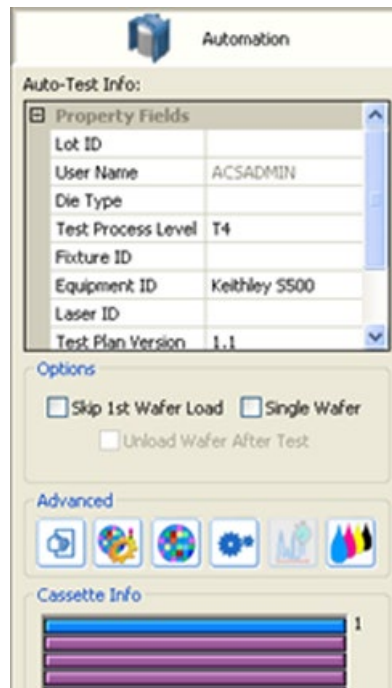 Automation
Auto-Test Info:
Property Fields
Lot ID
User Name ACSADMIN
Die Type
Test Process Level T4
Fixture ID
Equipment ID Keithley S500
Laser ID
Test Plan Version 1.1
Options
Skip 1st Wafer Load Single Wafer
Unload Wafer After Test
Advanced
Cassette Info
1